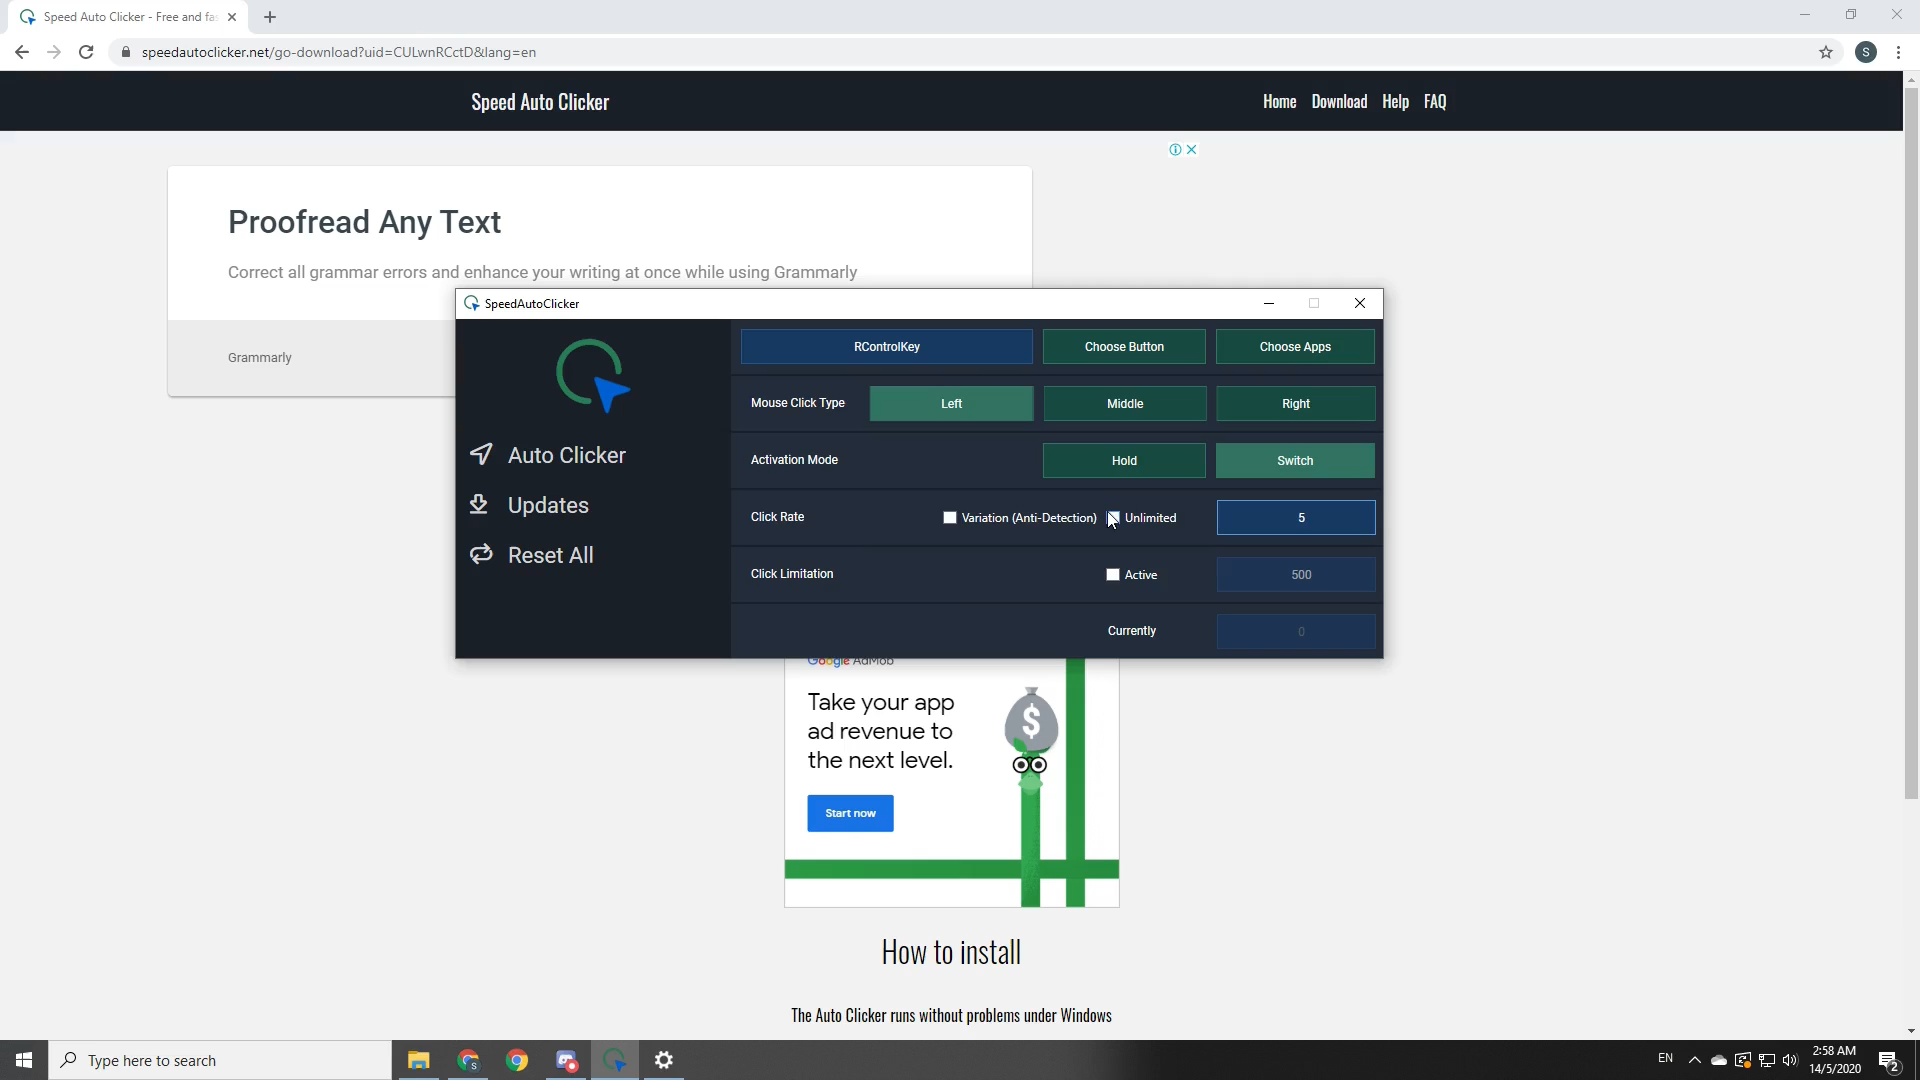 Speed Auto Clicker - Free and fas
speedautoclicker.net/go-download?uid=CULwnRCctD&lang=en
S
Speed Auto Clicker
Home Download Help FAQ
Proofread Any Text
Correct all grammar errors and enhance your writing at once while using Grammarly
Grammarly
SpeedAutoClicker
RControlKey Choose Button Choose Apps
Mouse Click Type Left Middle Right
Activation Mode Hold Switch
Click Rate Variation (Anti-Detection) Unlimited 5
Click Limitation Active 500
Currently 0
Auto Clicker
Updates
Reset All
Google AdMob
Take your app
ad revenue to
the next level.
$
Start now
How to install
The Auto Clicker runs without problems under Windows
Type here to search
S
EN
2:58 AM
14/5/2020
2